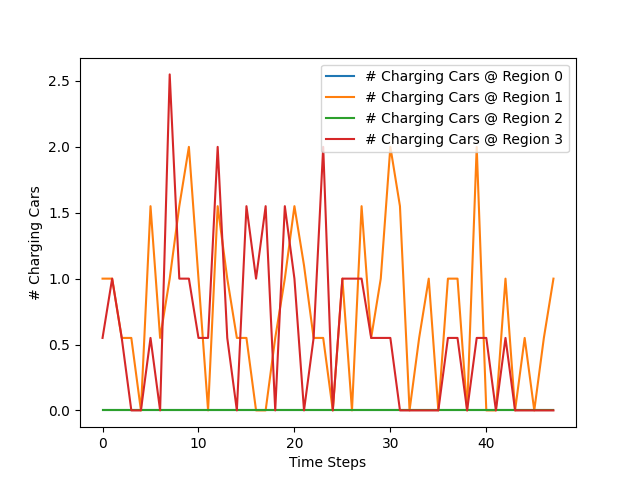 # Charging Cars @ Region 0
# Charging Cars @ Region 1
# Charging Cars @ Region 2
# Charging Cars @ Region 3
2.5
2.0
1.5
1.0
0.5
0.0
# Charging Cars
0 10 20 30 40
Time Steps